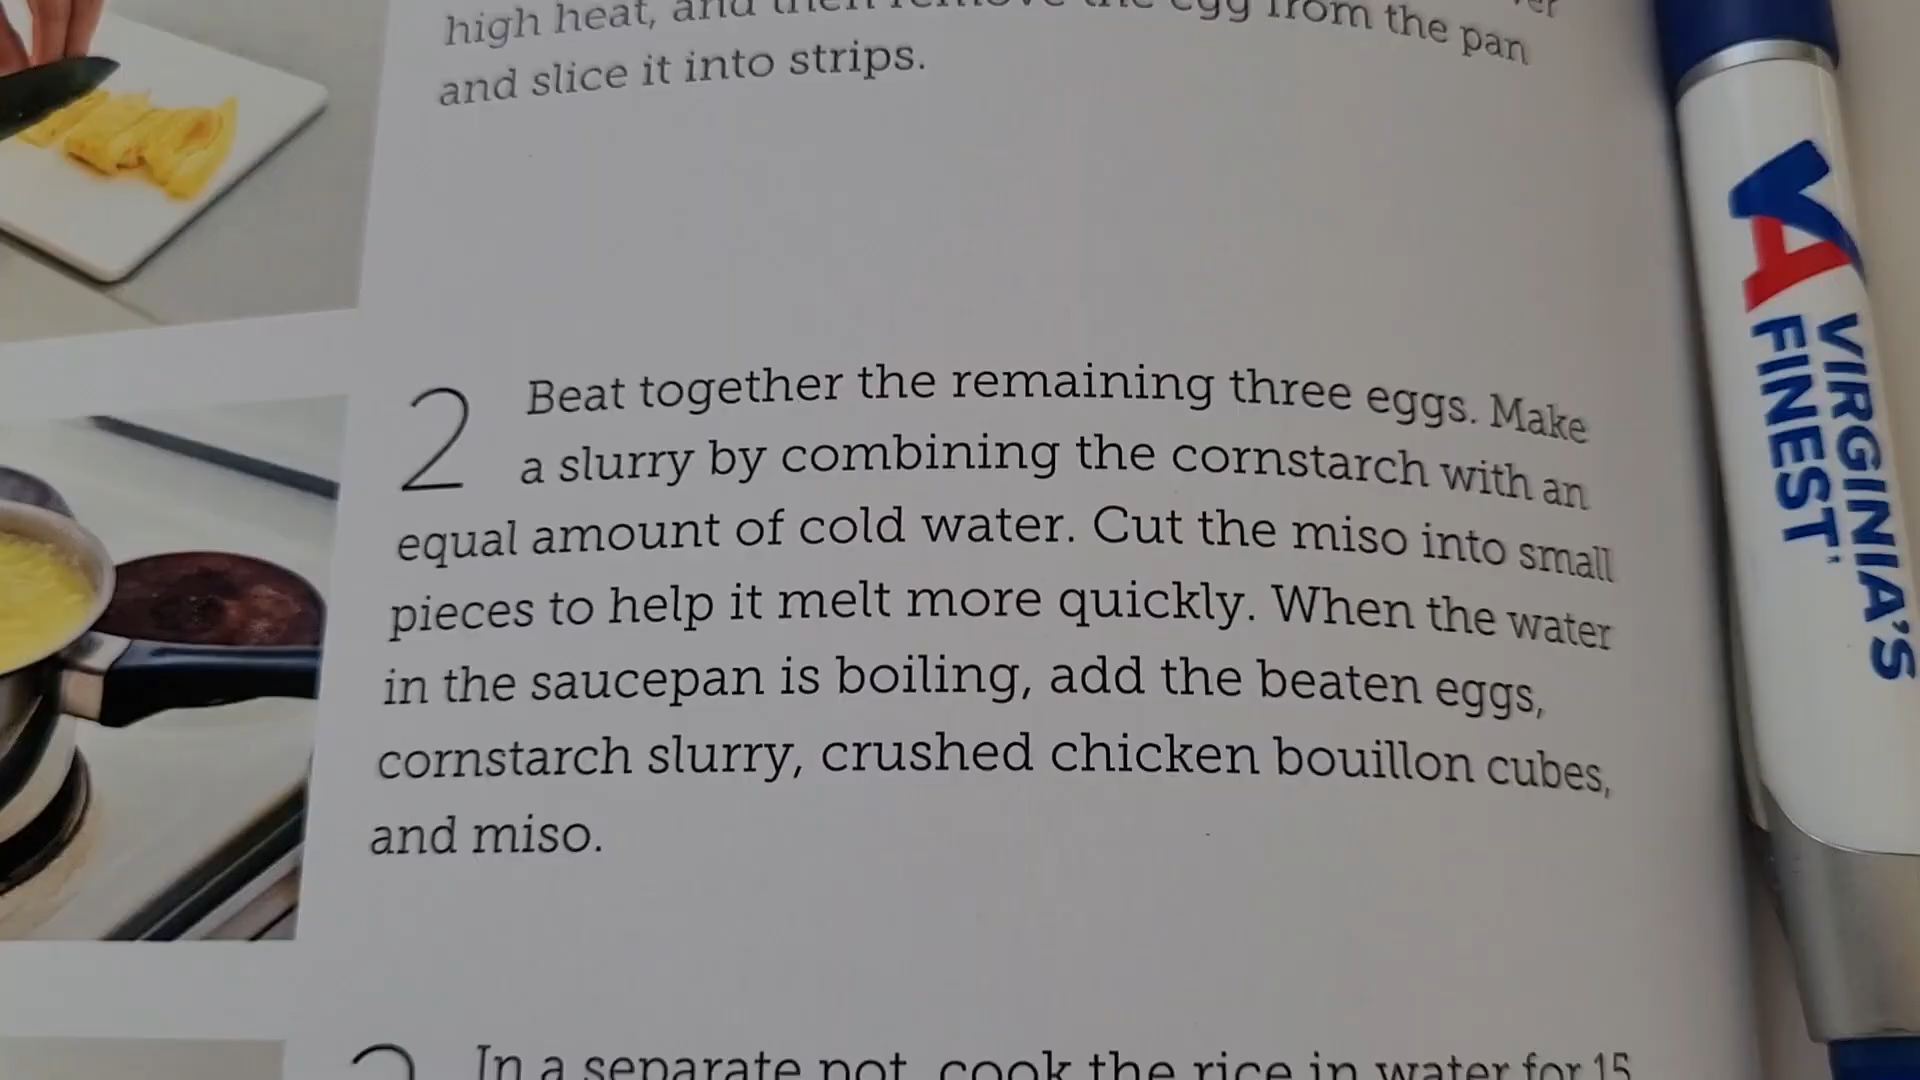 high heat, and then remove the egg from the pan
and slice it into strips.
2 Beat together the remaining three eggs. Make
a slurry by combining the cornstarch with an
equal amount of cold water. Cut the miso into small
pieces to help it melt more quickly. When the water
in the saucepan is boiling, add the beaten eggs,
cornstarch slurry, crushed chicken bouillon cubes,
and miso.
In a separate pot, cook the rice in water for 15
VA
VIRGINIA'S
FINEST